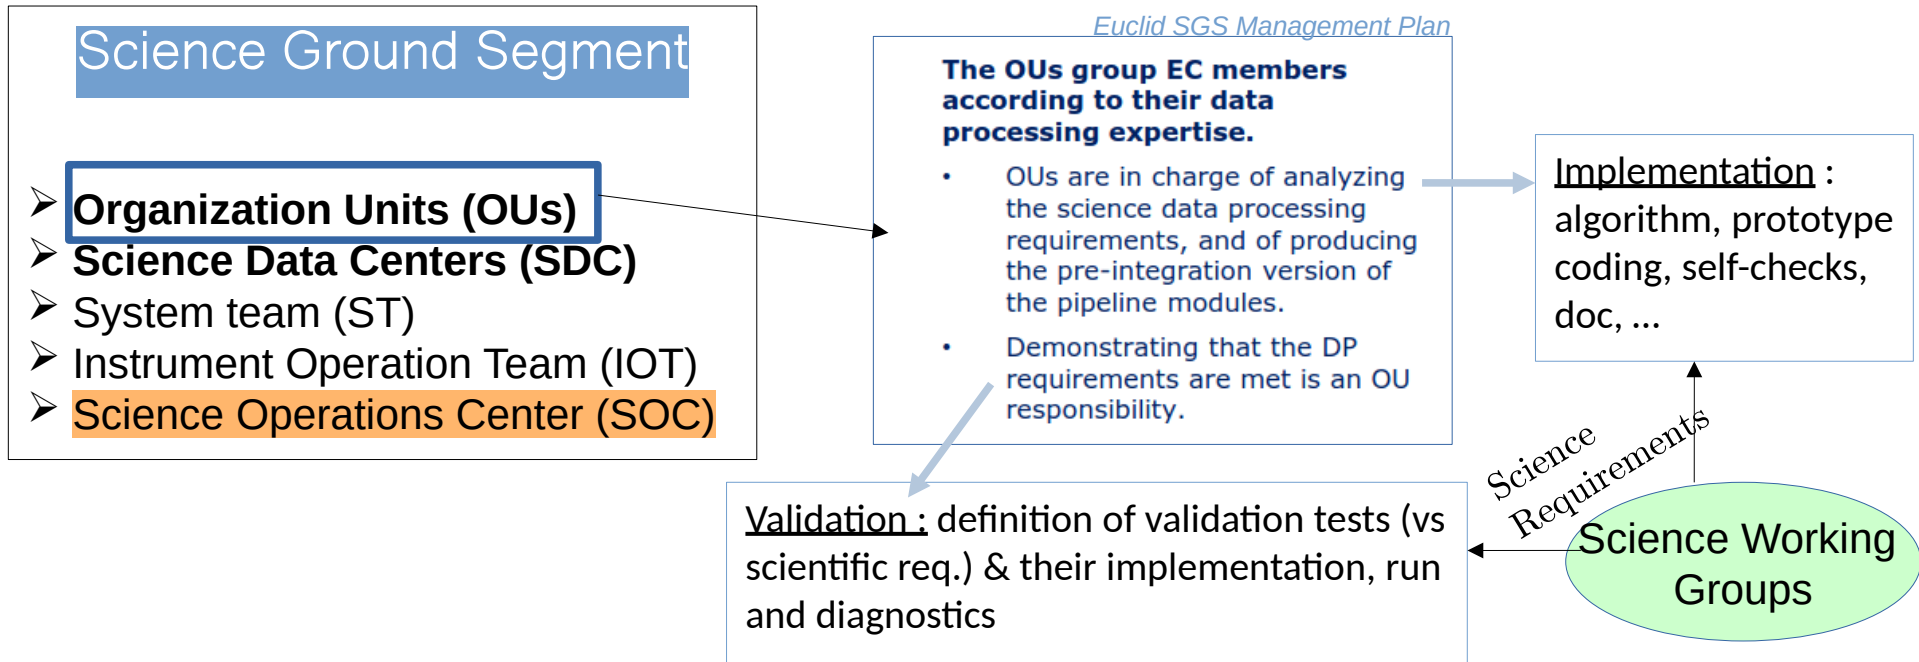 Science Ground Segment
➢ Organization Units (OUs)
➢ Science Data Centers (SDC)
➢ System team (ST)
➢ Instrument Operation Team (IOT)
➢ Science Operations Center (SOC)
Euclid SGS Management Plan
The OUs group EC members
according to their data
processing expertise.
• OUs are in charge of analyzing
the science data processing
requirements, and of producing
the pre-integration version of
the pipeline modules.
• Demonstrating that the DP
requirements are met is an OU
responsibility.
Implementation :
algorithm, prototype
coding, self-checks,
doc, ...
Validation : definition of validation tests (vs
scientific req.) & their implementation, run
and diagnostics
Science
Requirements
Science Working
Groups